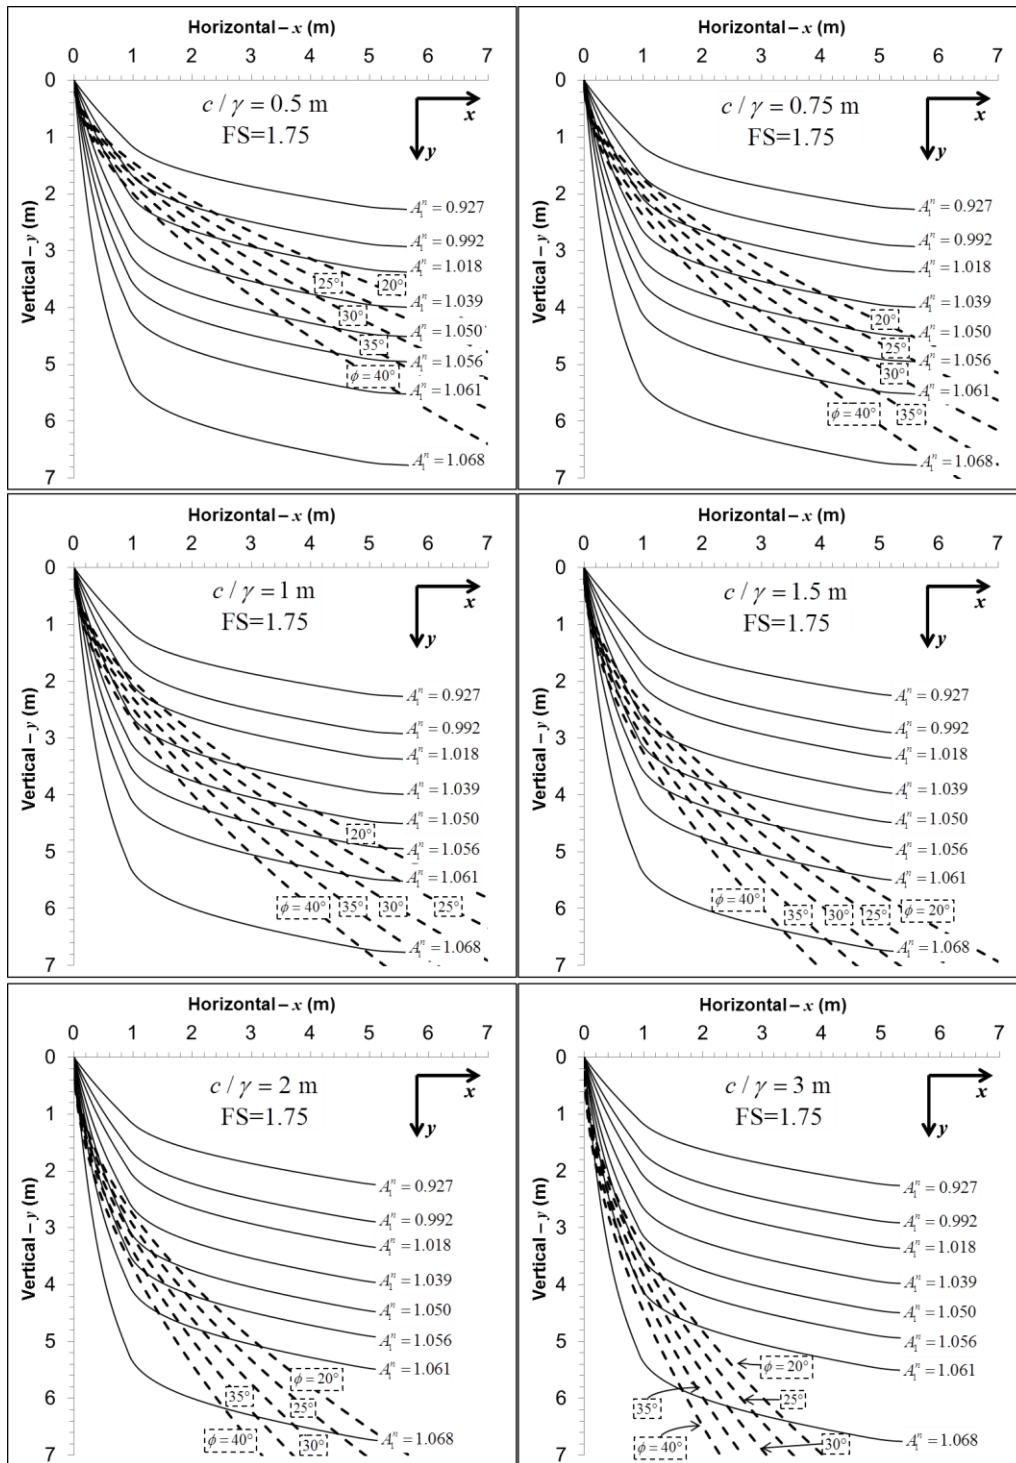 Horizontal – x (m)
0 1 2 3 4 5 6 7
Vertical – y (m)
0
1
2
3
4
5
6
7
c / γ = 0.5 m
FS=1.75
x
y
A₁ⁿ = 0.927
A₁ⁿ = 0.992
A₁ⁿ = 1.018
A₁ⁿ = 1.039
A₁ⁿ = 1.050
A₁ⁿ = 1.056
A₁ⁿ = 1.061
A₁ⁿ = 1.068
25° 20°
30°
35°
ϕ = 40°
Horizontal – x (m)
0 1 2 3 4 5 6 7
Vertical – y (m)
0
1
2
3
4
5
6
7
c / γ = 0.75 m
FS=1.75
x
y
A₁ⁿ = 0.927
A₁ⁿ = 0.992
A₁ⁿ = 1.018
A₁ⁿ = 1.039
A₁ⁿ = 1.050
A₁ⁿ = 1.056
A₁ⁿ = 1.061
A₁ⁿ = 1.068
20°
25°
30°
ϕ = 40° 35°
Horizontal – x (m)
0 1 2 3 4 5 6 7
Vertical – y (m)
0
1
2
3
4
5
6
7
c / γ = 1 m
FS=1.75
x
y
A₁ⁿ = 0.927
A₁ⁿ = 0.992
A₁ⁿ = 1.018
A₁ⁿ = 1.039
A₁ⁿ = 1.050
A₁ⁿ = 1.056
A₁ⁿ = 1.061
A₁ⁿ = 1.068
20°
ϕ = 40° 35° 30° 25°
Horizontal – x (m)
0 1 2 3 4 5 6 7
Vertical – y (m)
0
1
2
3
4
5
6
7
c / γ = 1.5 m
FS=1.75
x
y
A₁ⁿ = 0.927
A₁ⁿ = 0.992
A₁ⁿ = 1.018
A₁ⁿ = 1.039
A₁ⁿ = 1.050
A₁ⁿ = 1.056
A₁ⁿ = 1.061
A₁ⁿ = 1.068
ϕ = 40° 35° 30° 25° ϕ = 20°
Horizontal – x (m)
0 1 2 3 4 5 6 7
Vertical – y (m)
0
1
2
3
4
5
6
7
c / γ = 2 m
FS=1.75
x
y
A₁ⁿ = 0.927
A₁ⁿ = 0.992
A₁ⁿ = 1.018
A₁ⁿ = 1.039
A₁ⁿ = 1.050
A₁ⁿ = 1.056
A₁ⁿ = 1.061
A₁ⁿ = 1.068
ϕ = 20°
35° 25°
ϕ = 40° 30°
Horizontal – x (m)
0 1 2 3 4 5 6 7
Vertical – y (m)
0
1
2
3
4
5
6
7
c / γ = 3 m
FS=1.75
x
y
A₁ⁿ = 0.927
A₁ⁿ = 0.992
A₁ⁿ = 1.018
A₁ⁿ = 1.039
A₁ⁿ = 1.050
A₁ⁿ = 1.056
A₁ⁿ = 1.061
A₁ⁿ = 1.068
ϕ = 20°
35° 25°
ϕ = 40° 30°